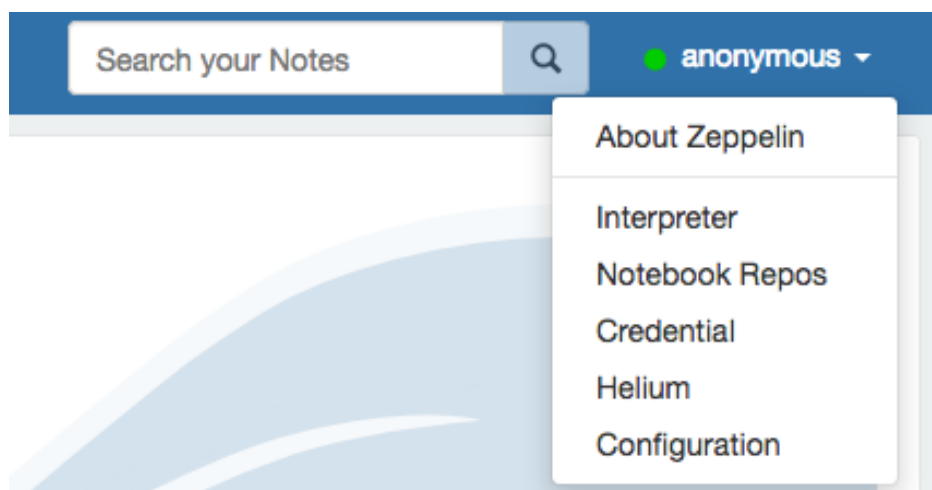 Search your Notes
anonymous
About Zeppelin
Interpreter
Notebook Repos
Credential
Helium
Configuration